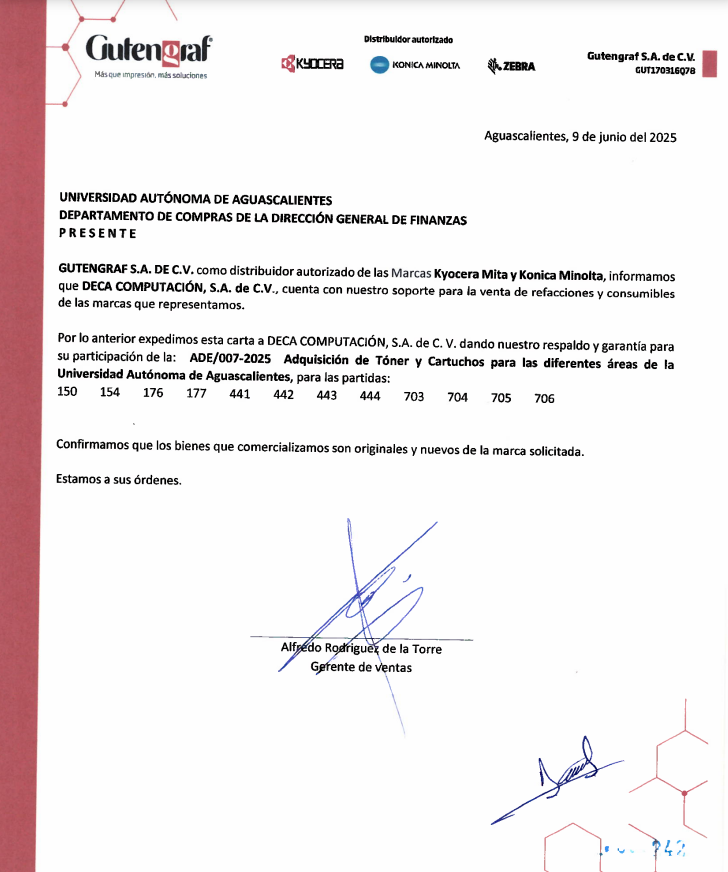 Gutengraf
Más que impresión, más soluciones
Distribuidor autorizado
KYOCERA
KONICA MINOLTA
ZEBRA
Gutengraf S.A. de C.V.
GUT170316Q78
Aguascalientes, 9 de junio del 2025
UNIVERSIDAD AUTÓNOMA DE AGUASCALIENTES
DEPARTAMENTO DE COMPRAS DE LA DIRECCIÓN GENERAL DE FINANZAS
P R E S E N T E
GUTENGRAF S.A. DE C.V. como distribuidor autorizado de las Marcas Kyocera Mita y Konica Minolta, informamos
que DECA COMPUTACIÓN, S.A. de C.V., cuenta con nuestro soporte para la venta de refacciones y consumibles
de las marcas que representamos.
Por lo anterior expedimos esta carta a DECA COMPUTACIÓN, S.A. de C. V. dando nuestro respaldo y garantía para
su participación de la: ADE/007-2025 Adquisición de Tóner y Cartuchos para las diferentes áreas de la
Universidad Autónoma de Aguascalientes, para las partidas:
150 154 176 177 441 442 443 444 703 704 705 706
Confirmamos que los bienes que comercializamos son originales y nuevos de la marca solicitada.
Estamos a sus órdenes.
Alfredo Rodriguez de la Torre
Gerente de ventas